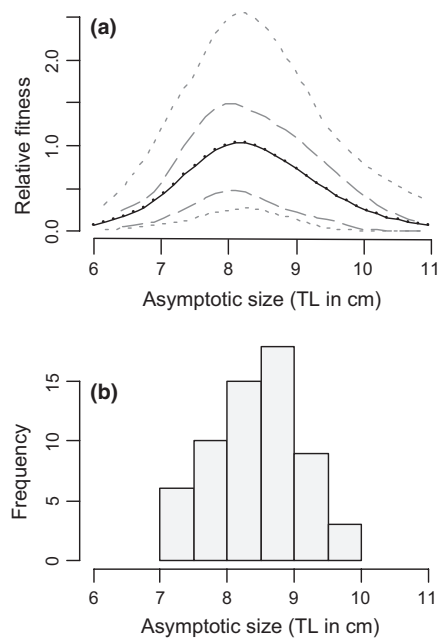 (a)
Relative fitness
0.0 1.0 2.0
6 7 8 9 10 11
Asymptotic size (TL in cm)
(b)
Frequency
0 5 10 15
6 7 8 9 10 11
Asymptotic size (TL in cm)